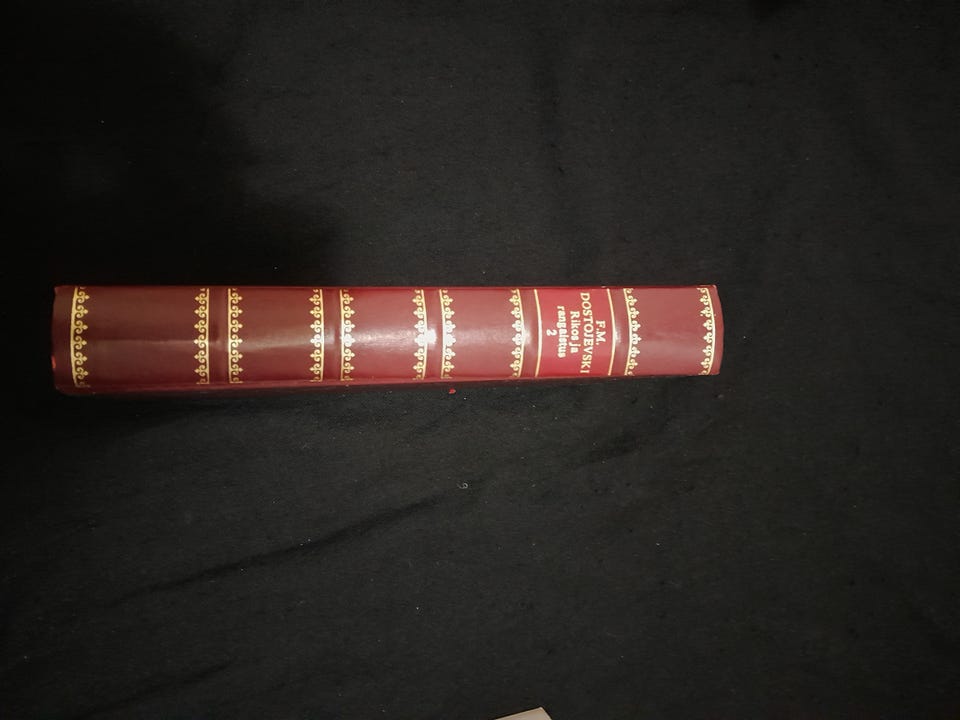 F.M.
DOSTOJEVSKI
Rikos ja
rangaistus
2